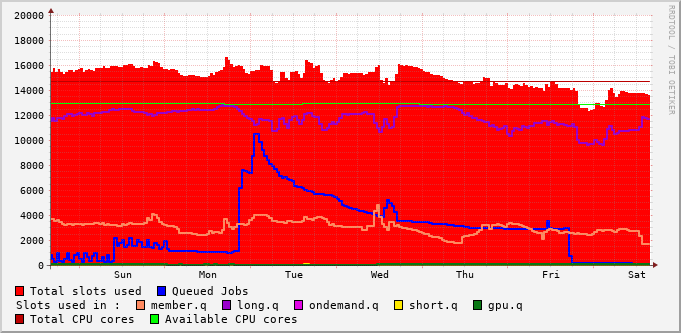 20000
18000
16000
14000
12000
10000
8000
6000
4000
2000
0
Sun Mon Tue Wed Thu Fri Sat
RRDTOOL / TOBI OETIKER
Total slots used Queued Jobs
Slots used in : member.q long.q ondemand.q short.q gpu.q
Total CPU cores Available CPU cores